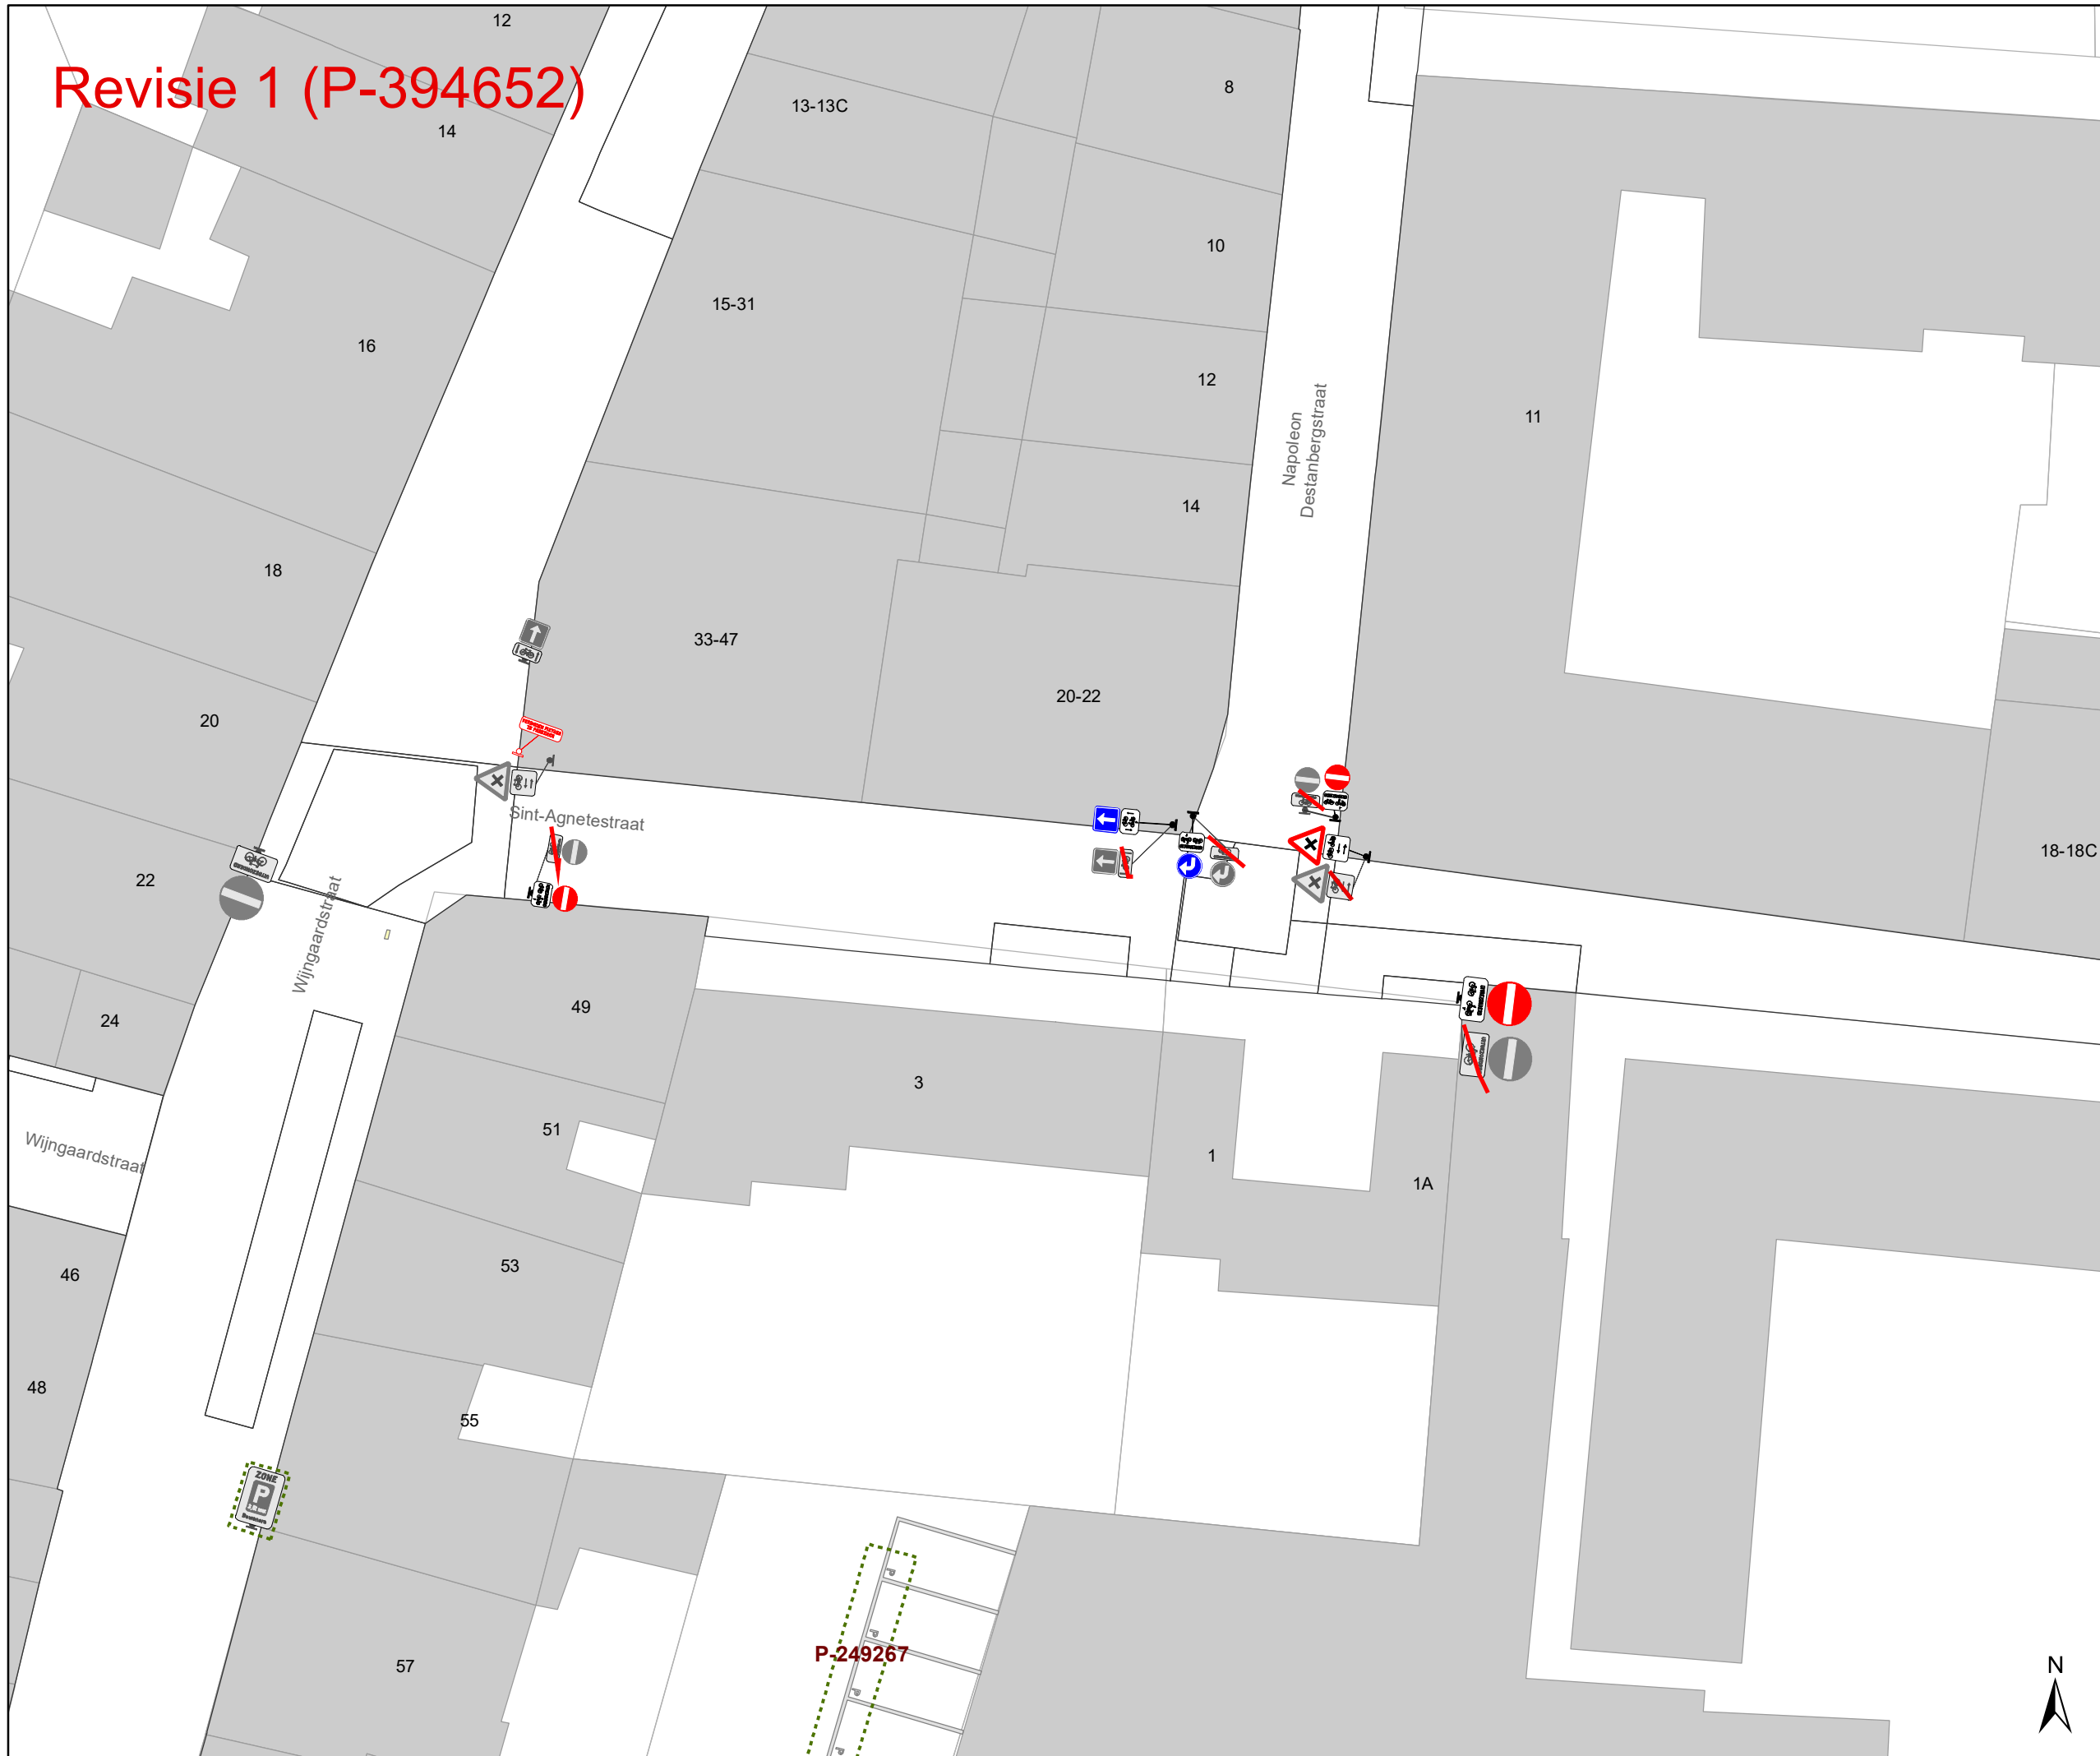 12
Revisie 1 (P-394652)
8
13-13C
14
10
15-31
16
12
Napoleon
Destanbergstraat
11
14
18
33-47
20-22
20
Sint-Agnetestraat
18-18C
22
Wijngaardstraat
49
24
3
51
Wijngaardstraat
1
1A
53
46
48
55
ZONE
P
P
P
P-249267
57
N
P
P